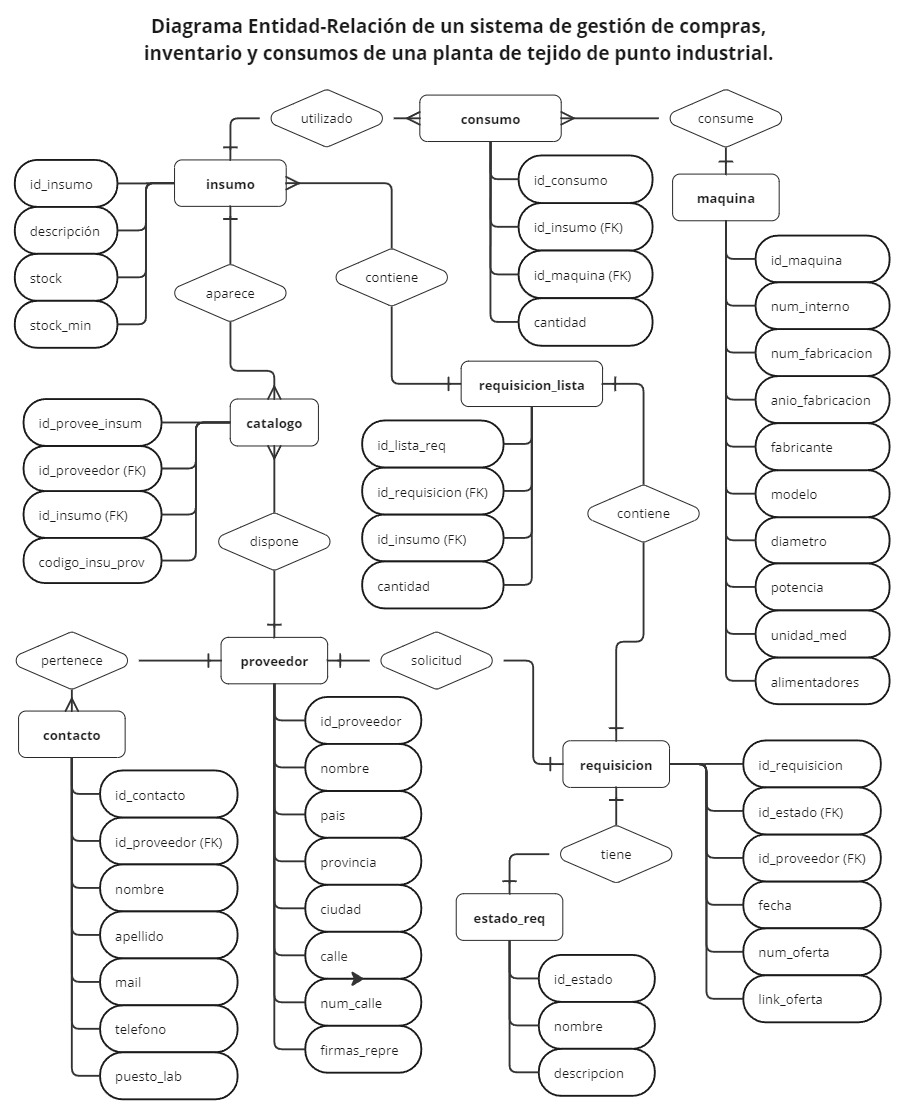 Diagrama Entidad-Relación de un sistema de gestión de compras,
inventario y consumos de una planta de tejido de punto industrial.
utilizado
consumo
consume
insumo
id_insumo
descripción
stock
stock_min
id_consumo
id_insumo (FK)
id_maquina (FK)
cantidad
maquina
id_maquina
num_interno
num_fabricacion
anio_fabricacion
fabricante
modelo
diametro
potencia
unidad_med
alimentadores
aparece
contiene
catalogo
id_provee_insum
id_proveedor (FK)
id_insumo (FK)
codigo_insu_prov
requisicion_lista
id_lista_req
id_requisicion (FK)
id_insumo (FK)
cantidad
contiene
dispone
pertenece
proveedor
solicitud
id_proveedor
nombre
pais
provincia
ciudad
calle
num_calle
firmas_repre
contacto
id_contacto
id_proveedor (FK)
nombre
apellido
mail
telefono
puesto_lab
requisicion
id_requisicion
id_estado (FK)
id_proveedor (FK)
fecha
num_oferta
link_oferta
tiene
estado_req
id_estado
nombre
descripcion